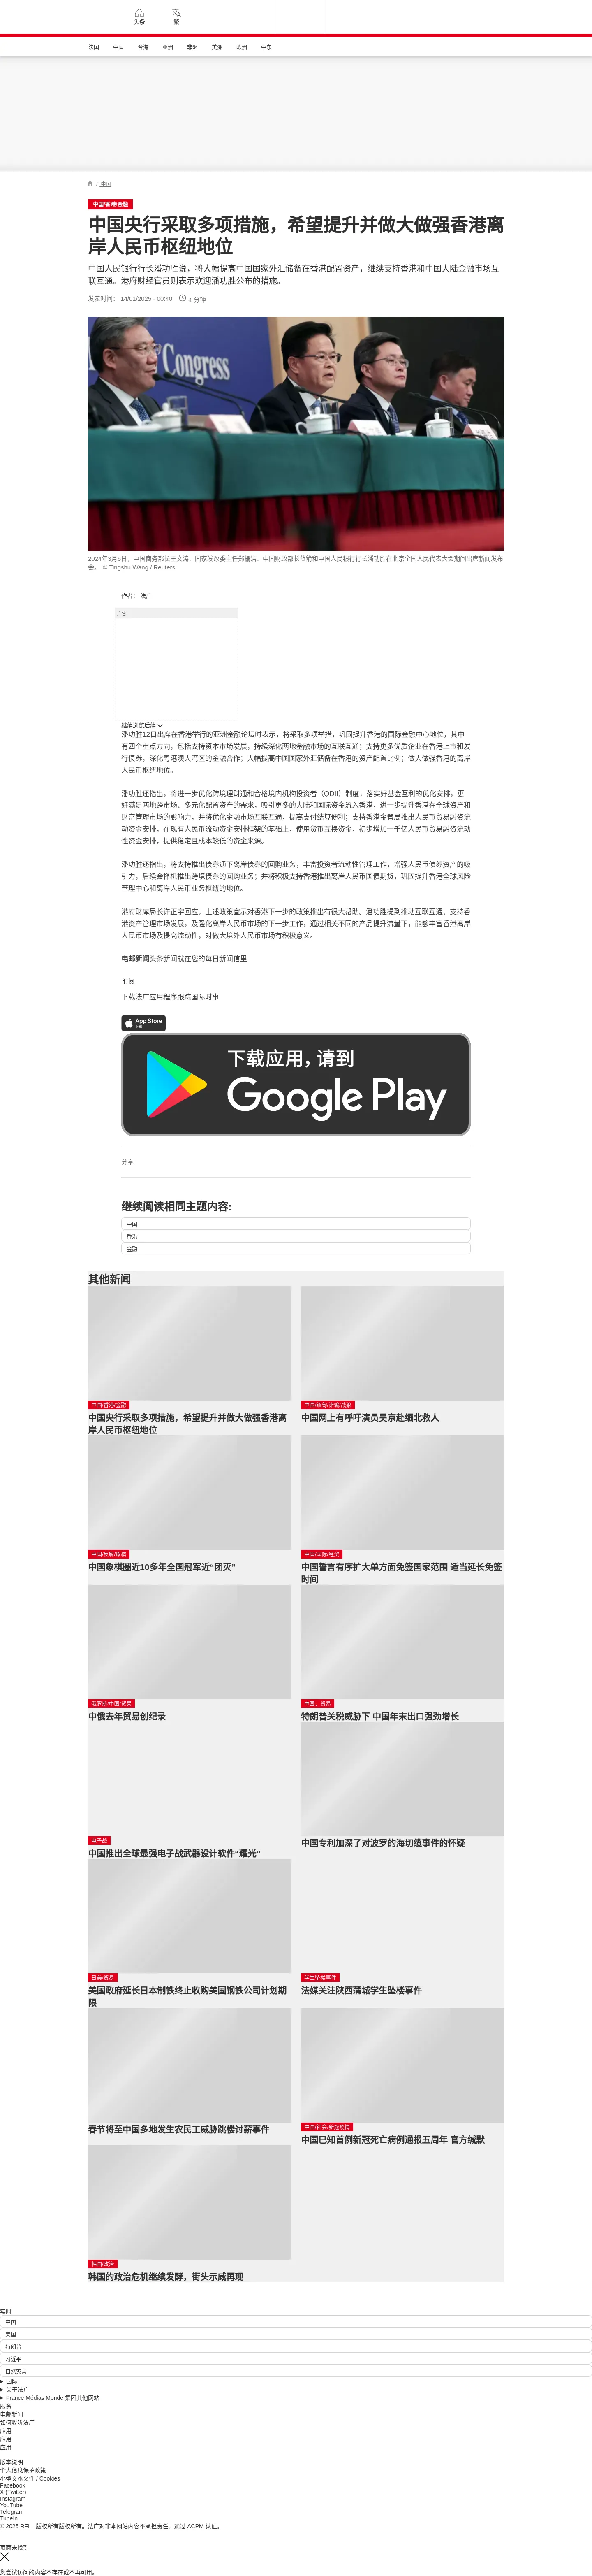 头条
繁
法国
中国
台海
亚洲
非洲
美洲
欧洲
中东
/ 中国
中国/香港/金融
中国央行采取多项措施，希望提升并做大做强香港离
岸人民币枢纽地位
中国人民银行行长潘功胜说，将大幅提高中国国家外汇储备在香港配置资产，继续支持香港和中国大陆金融市场互
联互通。港府财经官员则表示欢迎潘功胜公布的措施。
发表时间： 14/01/2025 - 00:40
4 分钟
Congress
2024年3月6日，中国商务部长王文涛、国家发改委主任郑栅洁、中国财政部长蓝箭和中国人民银行行长潘功胜在北京全国人民代表大会期间出席新闻发布
会。 © Tingshu Wang / Reuters
作者： 法广
广告
继续浏览后续
潘功胜12日出席在香港举行的亚洲金融论坛时表示，将采取多项举措，巩固提升香港的国际金融中心地位，其中
有四个重点方向，包括支持资本市场发展，持续深化两地金融市场的互联互通；支持更多优质企业在香港上市和发
行债券，深化粤港澳大湾区的金融合作；大幅提高中国国家外汇储备在香港的资产配置比例；做大做强香港的离岸
人民币枢纽地位。
潘功胜还指出，将进一步优化跨境理财通和合格境内机构投资者（QDII）制度，落实好基金互利的优化安排，更
好满足两地跨市场、多元化配置资产的需求，吸引更多的大陆和国际资金流入香港，进一步提升香港在全球资产和
财富管理市场的影响力，并将优化金融市场互联互通，提高支付结算便利；支持香港金管局推出人民币贸易融资流
动资金安排，在现有人民币流动资金安排框架的基础上，使用货币互换资金，初步增加一千亿人民币贸易融资流动
性资金安排，提供稳定且成本较低的资金来源。
潘功胜还指出，将支持推出债券通下离岸债券的回购业务，丰富投资者流动性管理工作，增强人民币债券资产的吸
引力，后续会择机推出跨境债券的回购业务；并将积极支持香港推出离岸人民币国债期货，巩固提升香港全球风险
管理中心和离岸人民币业务枢纽的地位。
港府财库局长许正宇回应，上述政策宣示对香港下一步的政策推出有很大帮助。潘功胜提到推动互联互通、支持香
港资产管理市场发展，及强化离岸人民币市场的下一步工作，通过相关不同的产品提升流量下，能够丰富香港离岸
人民币市场及提高流动性，对做大境外人民币市场有积极意义。
电邮新闻头条新闻就在您的每日新闻信里
订阅
下载法广应用程序跟踪国际时事
App Store
下载
下载应用，请到
Google Play
分享 :
继续阅读相同主题内容:
中国
香港
金融
其他新闻
中国/香港/金融
中国央行采取多项措施，希望提升并做大做强香港离
岸人民币枢纽地位
中国/缅甸/诈骗/战狼
中国网上有呼吁演员吴京赴缅北救人
中国/反腐/象棋
中国象棋圈近10多年全国冠军近“团灭”
中国/国际/经贸
中国誓言有序扩大单方面免签国家范围 适当延长免签
时间
俄罗斯/中国/贸易
中俄去年贸易创纪录
中国，贸易
特朗普关税威胁下 中国年末出口强劲增长
电子战
中国推出全球最强电子战武器设计软件“耀光”
中国专利加深了对波罗的海切缆事件的怀疑
日美/贸易
美国政府延长日本制铁终止收购美国钢铁公司计划期
限
学生坠楼事件
法媒关注陕西蒲城学生坠楼事件
春节将至中国多地发生农民工威胁跳楼讨薪事件
中国/社会/新冠疫情
中国已知首例新冠死亡病例通报五周年 官方缄默
韩国/政治
韩国的政治危机继续发酵，街头示威再现
实时
中国
美国
特朗普
习近平
自然灾害
国际
关于法广
France Médias Monde 集团其他网站
服务
电邮新闻
如何收听法广
应用
应用
应用
版本说明
个人信息保护政策
小型文本文件 / Cookies
Facebook
X (Twitter)
Instagram
YouTube
Telegram
TuneIn
© 2025 RFI – 版权所有版权所有。法广对非本网站内容不承担责任。通过 ACPM 认证。
页面未找到
您尝试访问的内容不存在或不再可用。